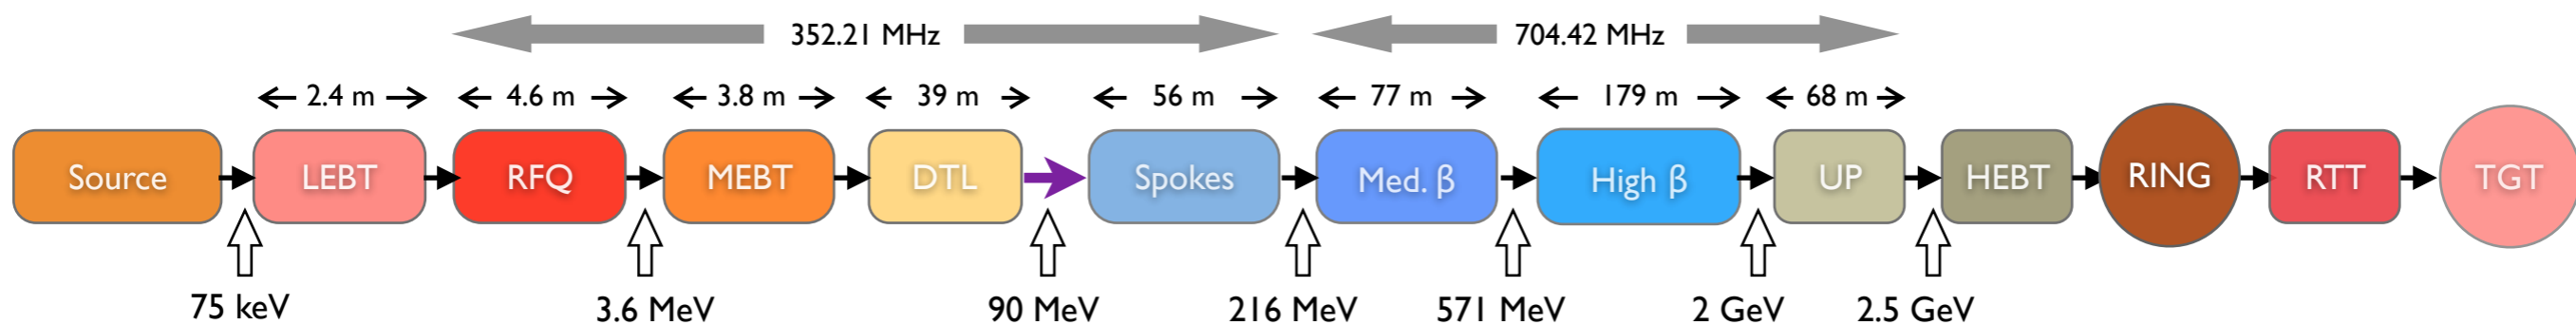 352.21 MHz
704.42 MHz
2.4 m
4.6 m
3.8 m
39 m
56 m
77 m
179 m
68 m
Source
LEBT
RFQ
MEBT
DTL
Spokes
Med. β
High β
UP
HEBT
RING
RTT
TGT
75 keV
3.6 MeV
90 MeV
216 MeV
571 MeV
2 GeV
2.5 GeV